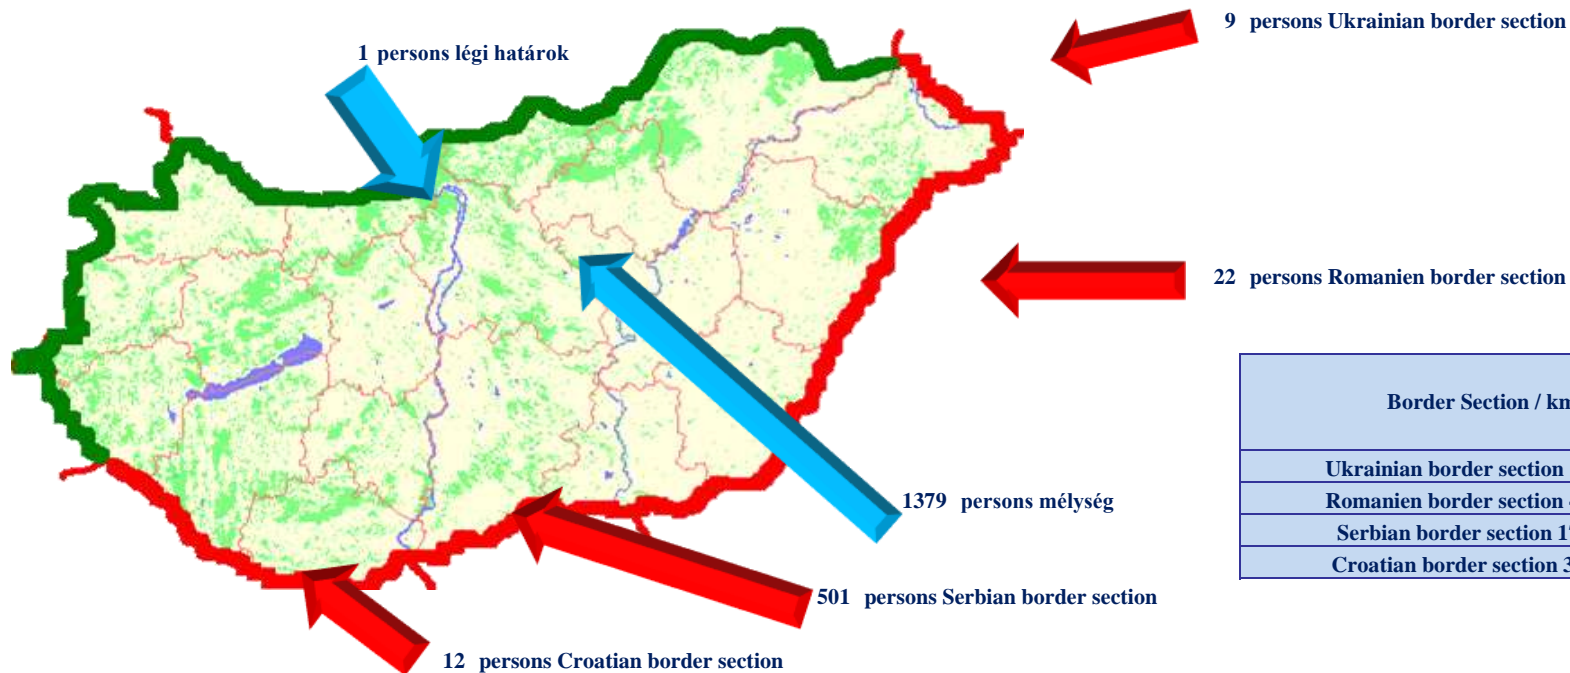 9 persons Ukrainian border section
1 persons légi határok
22 persons Romanien border section
Border Section / km
Ukrainian border section
Romanien border section
1379 persons mélység
Serbian border section
Croatian border section
501 persons Serbian border section
12 persons Croatian border section